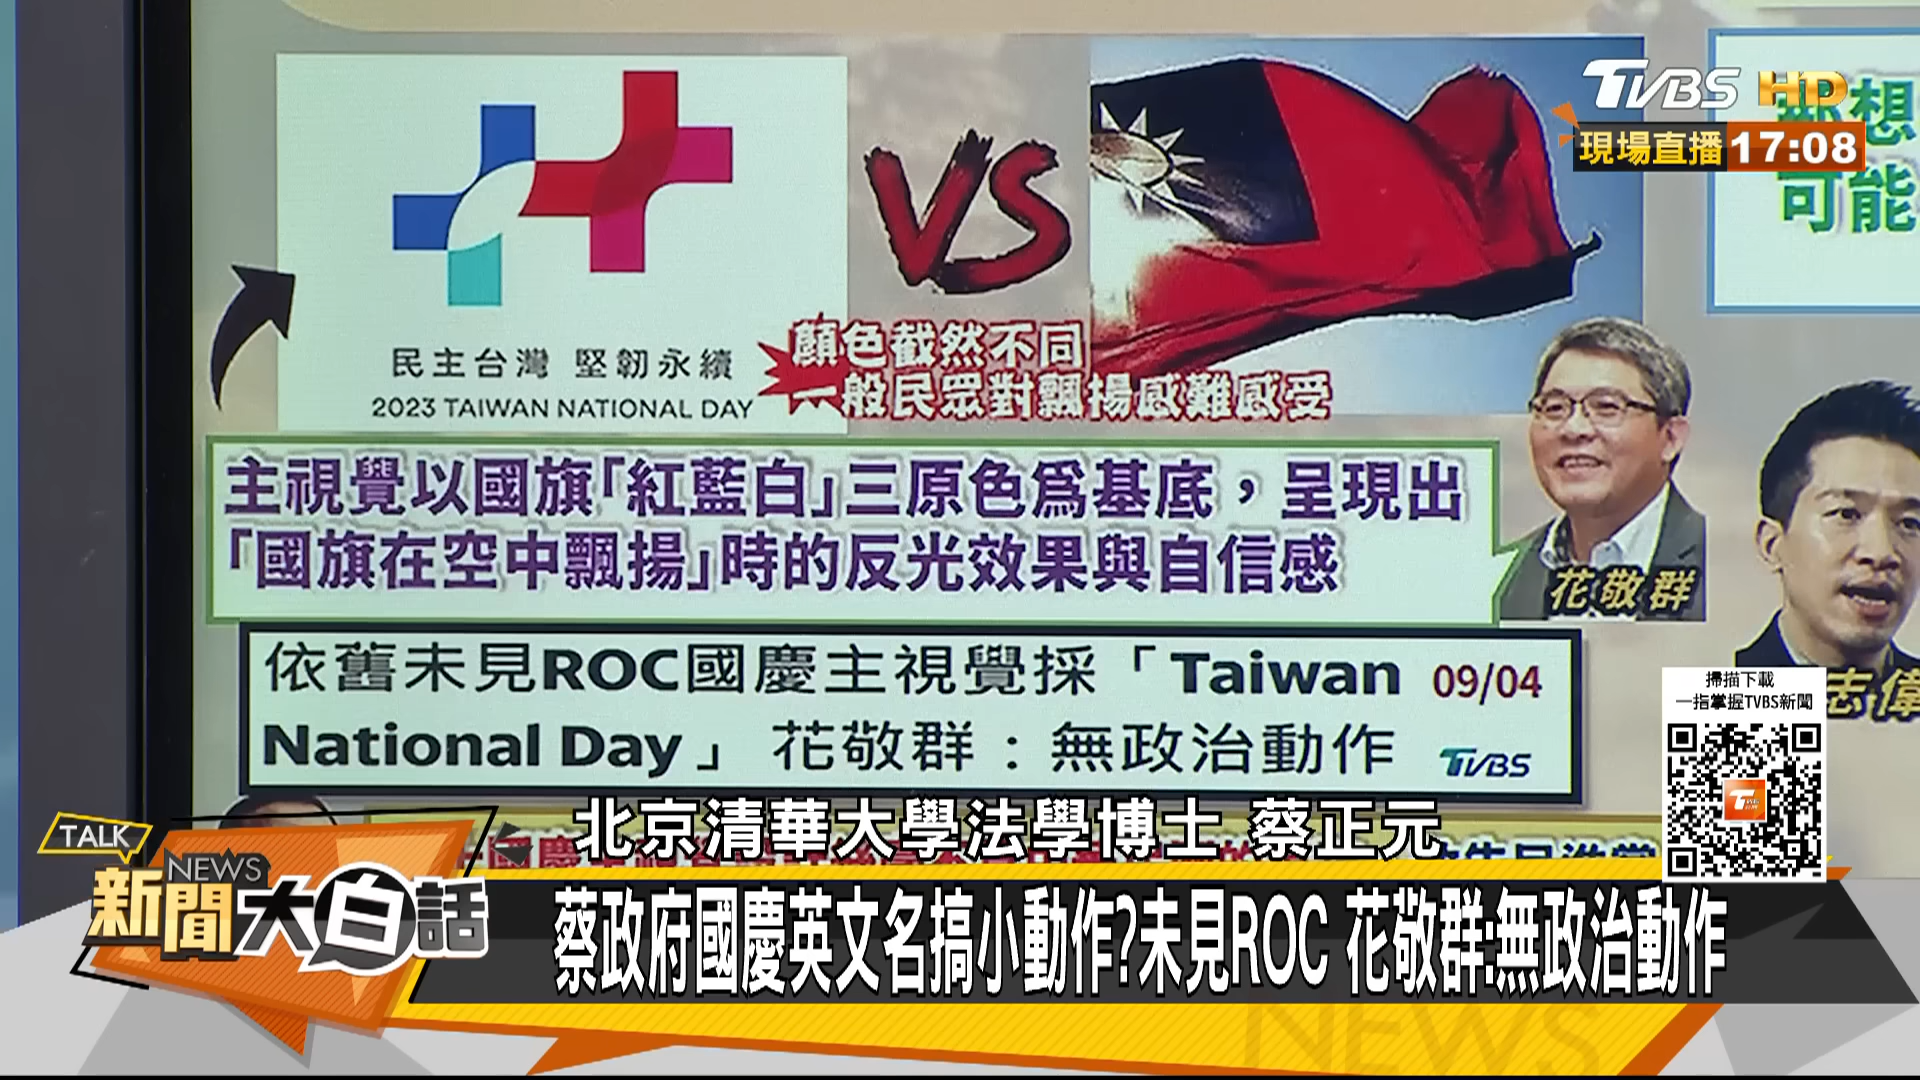 TVBS HD
現場直播 17:08
想
可能
VS
民主台灣 堅韌永續
2023 TAIWAN NATIONAL DAY
顏色截然不同
一般民眾對飄揚感難感受
主視覺以國旗「紅藍白」三原色為基底，呈現出
「國旗在空中飄揚」時的反光效果與自信感
花敬群
志偉
依舊未見ROC國慶主視覺採「Taiwan 09/04
National Day」 花敬群：無政治動作 TVBS
掃描下載
一指掌握TVBS新聞
北京清華大學法學博士 蔡正元
TALK
NEWS
新聞大白話
蔡政府國慶英文名搞小動作?未見ROC 花敬群:無政治動作
NEWS